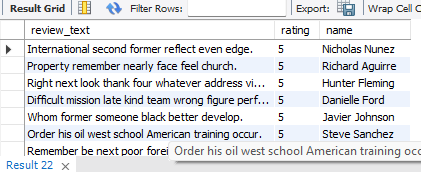 Result Grid Filter Rows: Export: Wrap Cell C
review_text rating name
International second former reflect even edge. 5 Nicholas Nunez
Property remember nearly face feel church. 5 Richard Aguirre
Right next look thank four whatever address vi... 5 Hunter Fleming
Difficult mission late kind team wrong figure perf... 5 Danielle Ford
Whom former someone black better develop. 5 Javier Johnson
Order his oil west school American training occur. 5 Steve Sanchez
Remember be next poor forei
Order his oil west school American training occ
Result 22